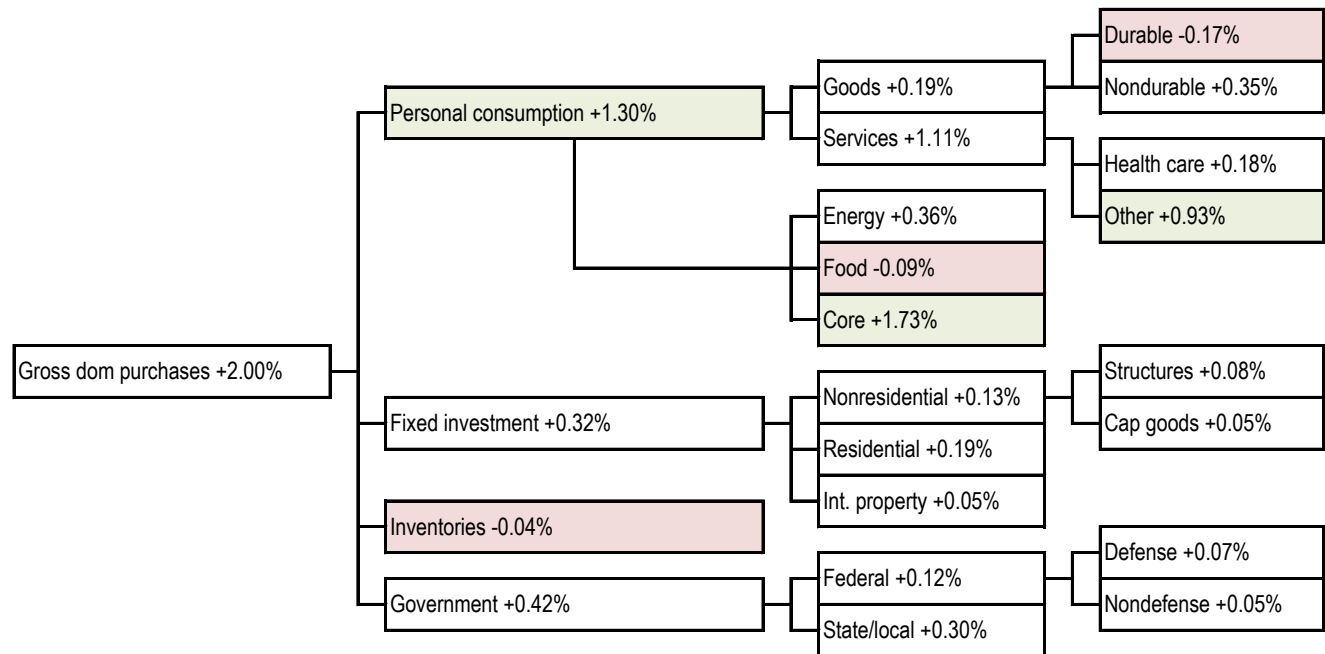 Gross dom purchases +2.00%
Personal consumption +1.30%
Goods +0.19%
Durable -0.17%
Nondurable +0.35%
Services +1.11%
Health care +0.18%
Other +0.93%
Energy +0.36%
Food -0.09%
Core +1.73%
Fixed investment +0.32%
Nonresidential +0.13%
Structures +0.08%
Cap goods +0.05%
Residential +0.19%
Int. property +0.05%
Inventories -0.04%
Government +0.42%
Federal +0.12%
Defense +0.07%
Nondefense +0.05%
State/local +0.30%